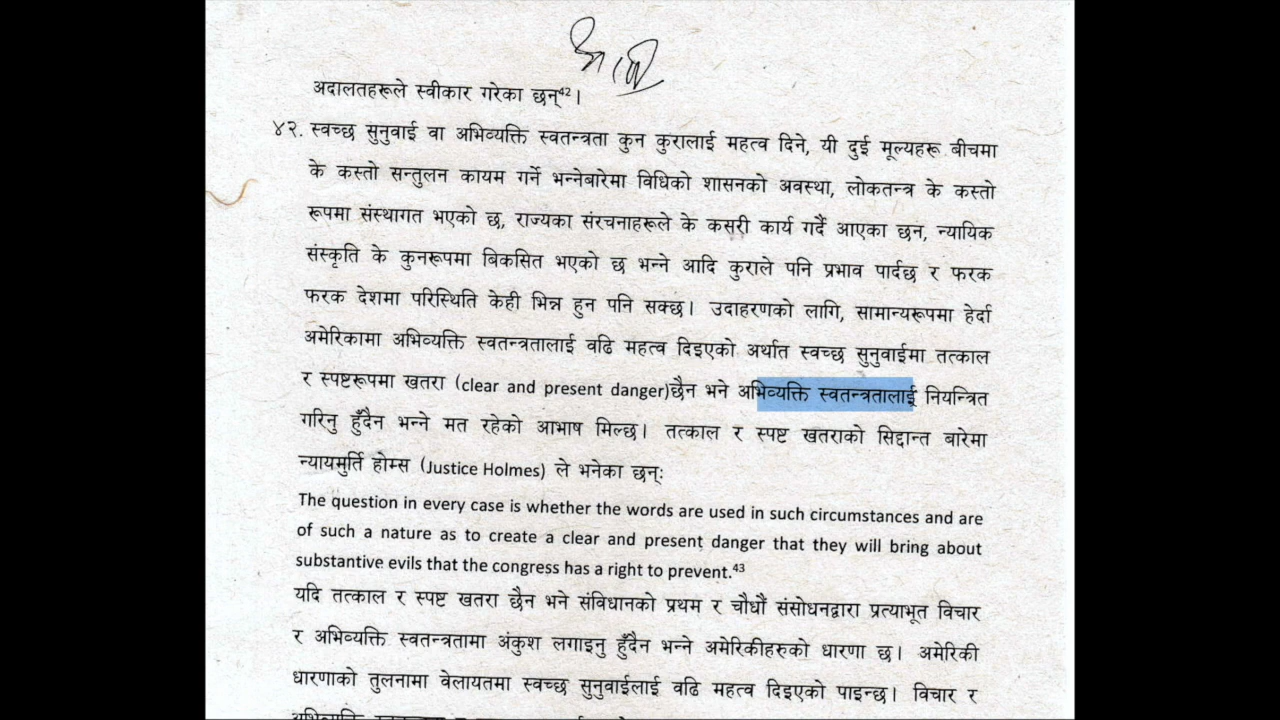 अदालतहरूले स्वीकार गरेका छन्42।
४२. स्वच्छ सुनुवाई वा अभिव्यक्ति स्वतन्त्रता कुन कुरालाई महत्व दिने, यी दुई मूल्यहरू बीचमा
के कस्तो सन्तुलन कायम गर्ने भन्नेबारेमा विधिको शासनको अवस्था, लोकतन्त्र के कस्तो
रूपमा संस्थागत भएको छ, राज्यका संरचनाहरूले के कसरी कार्य गर्दै आएका छन, न्यायिक
संस्कृति के कुनरूपमा बिकसित भएको छ भन्ने आदि कुराले पनि प्रभाव पार्दछ र फरक
फरक देशमा परिस्थिति केही भिन्न हुन पनि सक्छ। उदाहरणको लागि, सामान्यरूपमा हेर्दा
अमेरिकामा अभिव्यक्ति स्वतन्त्रतालाई वढि महत्व दिइएको अर्थात स्वच्छ सुनुवाईमा तत्काल
र स्पष्टरूपमा खतरा (clear and present danger)छैन भने अभिव्यक्ति स्वतन्त्रतालाई नियन्त्रित
गरिनु हुँदैन भन्ने मत रहेको आभाष मिल्छ। तत्काल र स्पष्ट खतराको सिद्दान्त बारेमा
न्यायमुर्ति होम्स (Justice Holmes) ले भनेका छन्:
The question in every case is whether the words are used in such circumstances and are
of such a nature as to create a clear and present danger that they will bring about
substantive evils that the congress has a right to prevent.43
यदि तत्काल र स्पष्ट खतरा छैन भने संविधानको प्रथम र चौधौं संसोधनद्वारा प्रत्याभूत विचार
र अभिव्यक्ति स्वतन्त्रतामा अंकुश लगाइनु हुँदैन भन्ने अमेरिकीहरुको धारणा छ। अमेरिकी
धारणाको तुलनामा वेलायतमा स्वच्छ सुनुवाईलाई वढि महत्व दिइएको पाइन्छ। विचार र